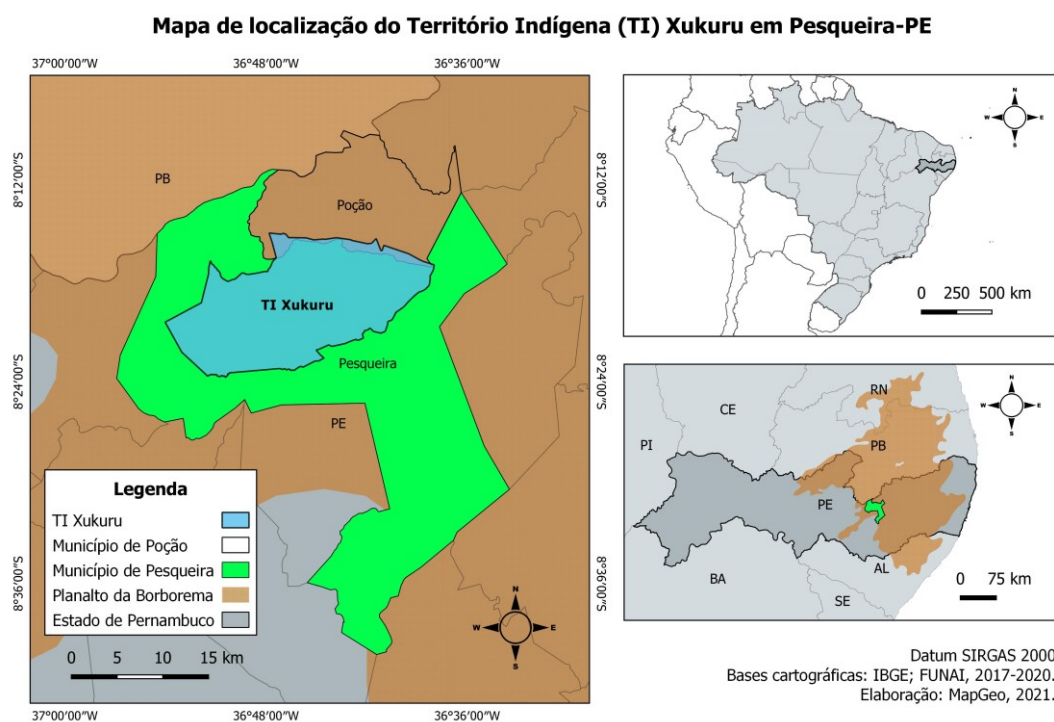 Mapa de localização do Território Indígena (TI) Xukuru em Pesqueira-PE
37°00'00"W 36°48'00"W 36°36'00"W
8°12'00"S
8°24'00"S
8°36'00"S
PB
Poção
TI Xukuru
Pesqueira
PE
Legenda
TI Xukuru
Município de Poção
Município de Pesqueira
Planalto da Borborema
Estado de Pernambuco
0 5 10 15 km
N
W E
S
37°00'00"W 36°48'00"W 36°36'00"W
8°12'00"S
8°24'00"S
8°36'00"S
N
W E
S
0 250 500 km
N
W E
S
RN
CE
PI
PB
PE
BA
AL
SE
0 75 km
Datum SIRGAS 2000
Bases cartográficas: IBGE; FUNAI, 2017-2020.
Elaboração: MapGeo, 2021.